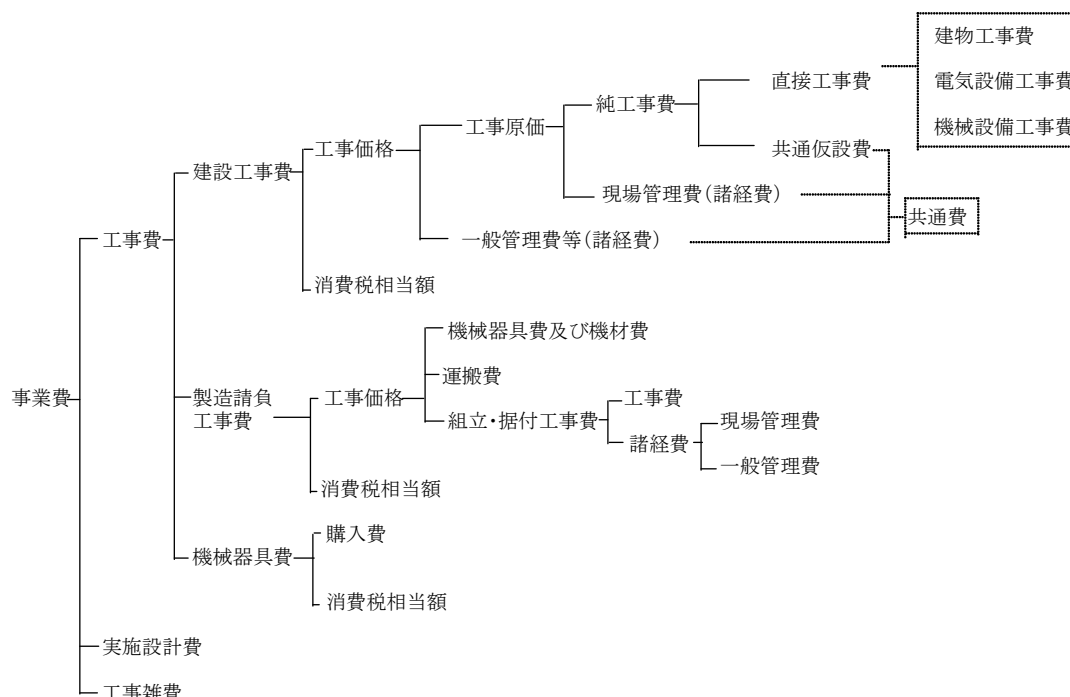 建物工事費
直接工事費
電気設備工事費
純工事費
機械設備工事費
工事原価
工事価格
共通仮設費
建設工事費
現場管理費(諸経費)
共通費
工事費
一般管理費等(諸経費)
消費税相当額
機械器具費及び機材費
運搬費
事業費
製造請負
工事費
工事価格
工事費
組立・据付工事費
現場管理費
諸経費
一般管理費
消費税相当額
購入費
機械器具費
消費税相当額
実施設計費
工事雑費